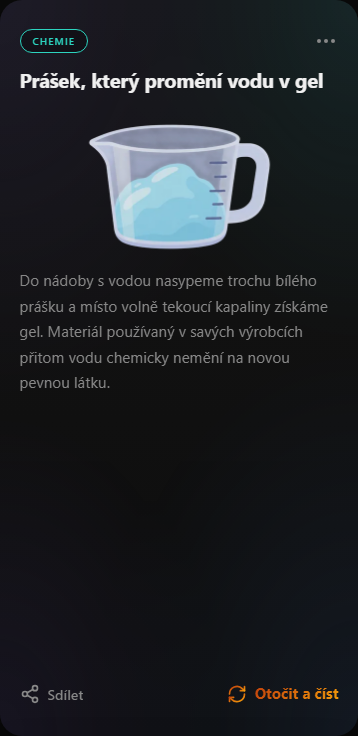 CHEMIE
Prášek, který promění vodu v gel
Do nádoby s vodou nasypeme trochu bílého
prášku a místo volně tekoucí kapaliny získáme
gel. Materiál používaný v savých výrobcích
přitom vodu chemicky nemění na novou
pevnou látku.
Sdílet
Otočit a číst